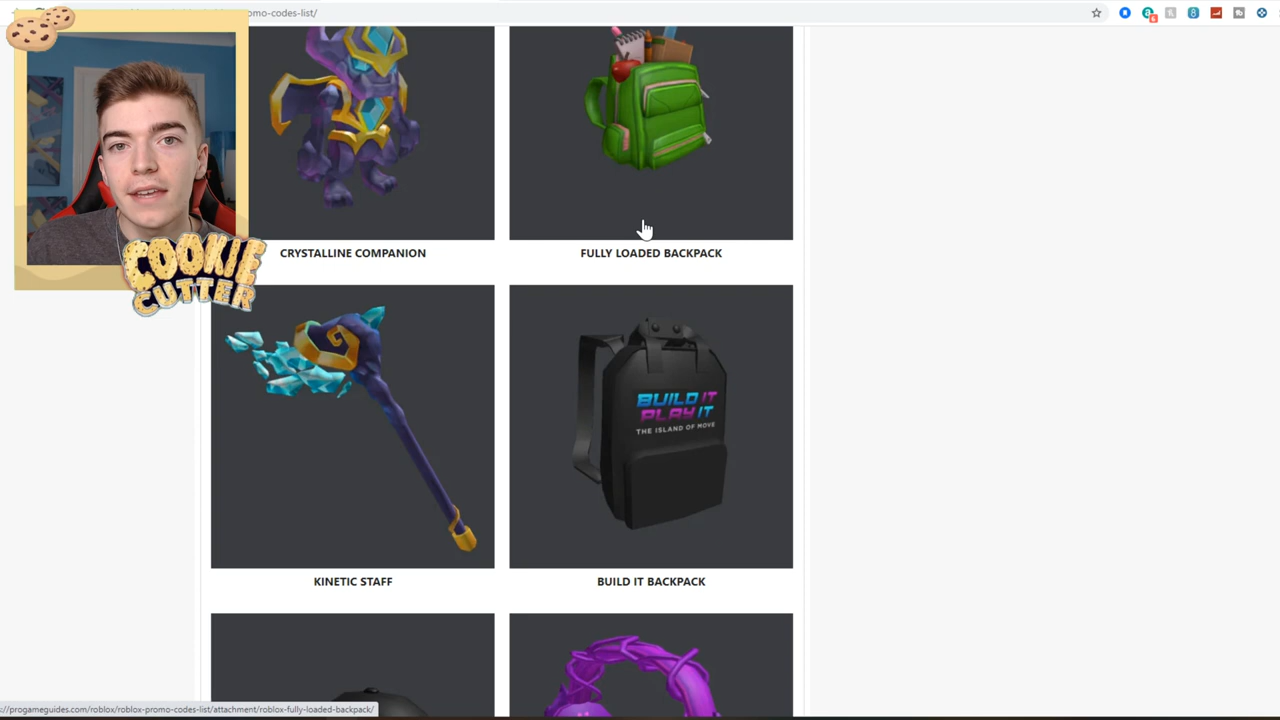 omo-codes-list/
COOKIE
CUTTER
CRYSTALLINE COMPANION
FULLY LOADED BACKPACK
BUILD IT
PLAY IT
THE ISLAND OF MOVE
KINETIC STAFF
BUILD IT BACKPACK
s://progameguides.com/roblox/roblox-promo-codes-list/attachment/roblox-fully-loaded-backpack/